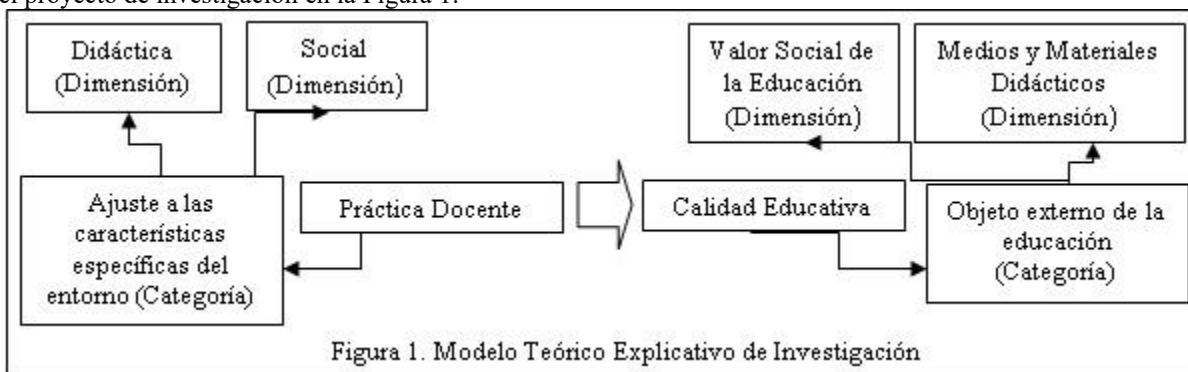 el proyecto de investigación en la Figura 1.
Didáctica
(Dimensión)
Social
(Dimensión)
Valor Social de
la Educación
(Dimensión)
Medios y Materiales
Didácticos
(Dimensión)
Ajuste a las
características
específicas del
entorno (Categoría)
Práctica Docente
Calidad Educativa
Objeto externo de la
educación
(Categoría)
Figura 1. Modelo Teórico Explicativo de Investigación